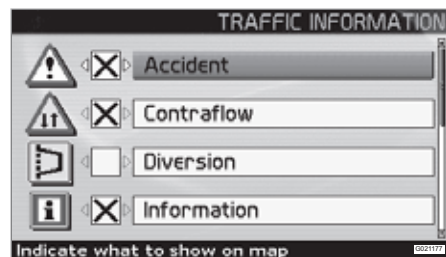 TRAFFIC INFORMATION
Accident
Contraflow
Diversion
Information
Indicate what to show on map
G021177